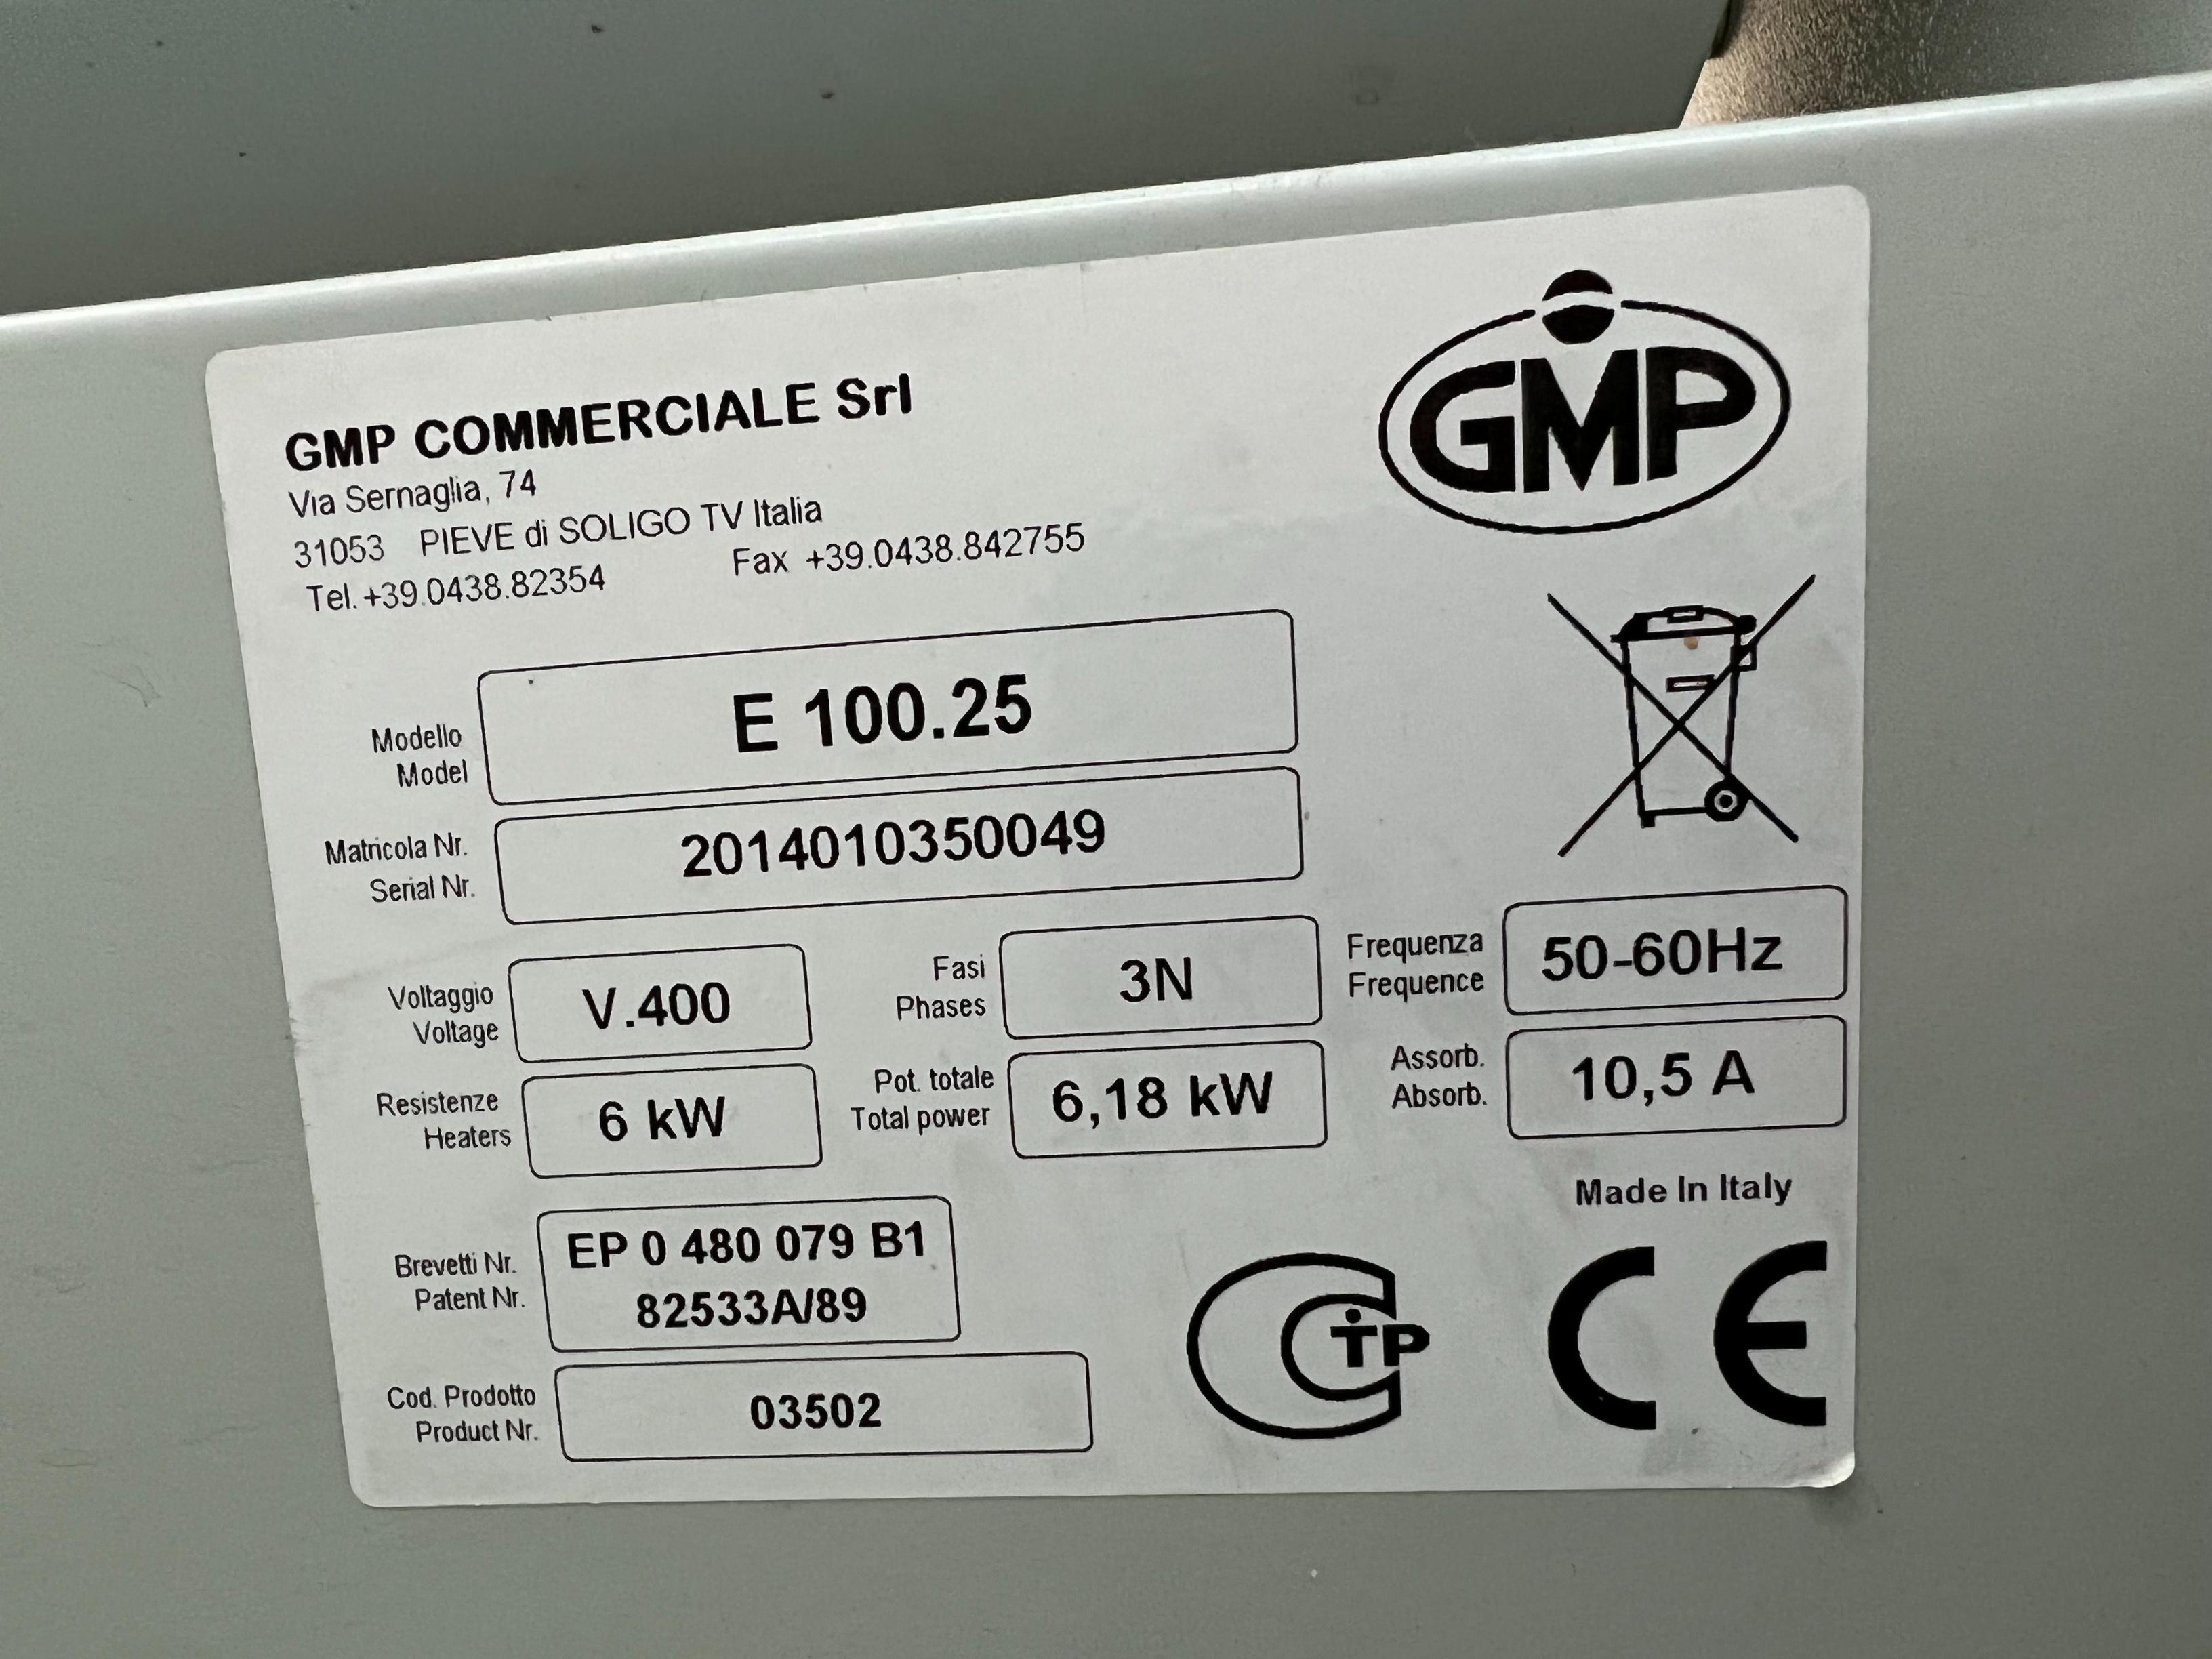 GMP COMMERCIALE Srl
Via Sernaglia, 74
31053 PIEVE di SOLIGO TV Italia
Tel. +39.0438.82354 Fax +39.0438.842755
GMP
Modello
Model
E 100.25
Matricola Nr.
Serial Nr.
2014010350049
Voltaggio
Voltage
V.400
Fasi
Phases
3N
Frequenza
Frequence
50-60Hz
Resistenze
Heaters
6 kW
Pot. totale
Total power
6,18 kW
Assorb.
Absorb.
10,5 A
Made In Italy
Brevetti Nr.
Patent Nr.
EP 0 480 079 B1
82533A/89
Cod. Prodotto
Product Nr.
03502
CTP
CE